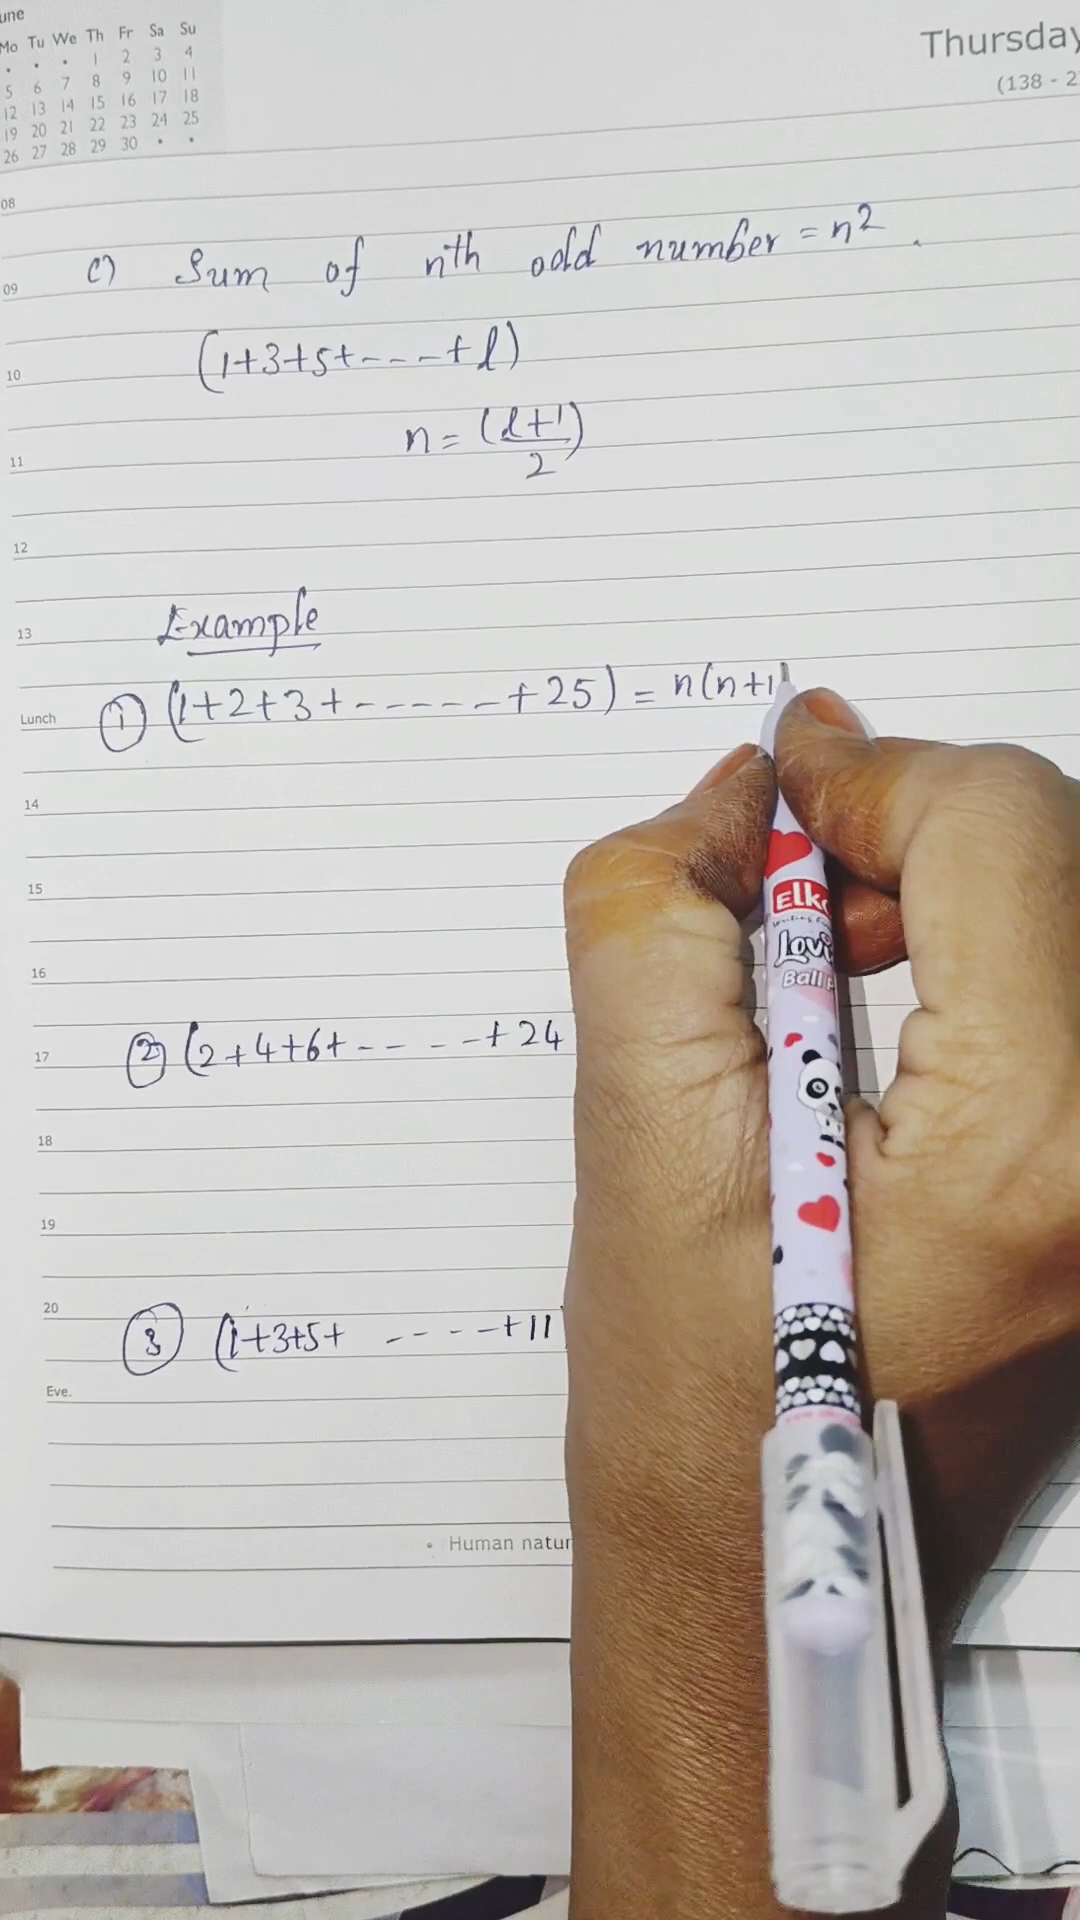 une
Mo Tu We Th Fr Sa Su
• • • 1 2 3 4
5 6 7 8 9 10 11
12 13 14 15 16 17 18
19 20 21 22 23 24 25
26 27 28 29 30 • •
Thursday
(138 - 2
08
c) Sum of nth odd number = n².
09
(1+3+5+----+l)
10
n = (l+1)/2
11
12
Example
13
① (1+2+3+------+25) = n(n+1
Lunch
14
15
16
② (2+4+6+-----+24
17
18
19
20
③ (1+3+5+ -----+11
Eve.
• Human natur
Elk
Lovi
Ball P